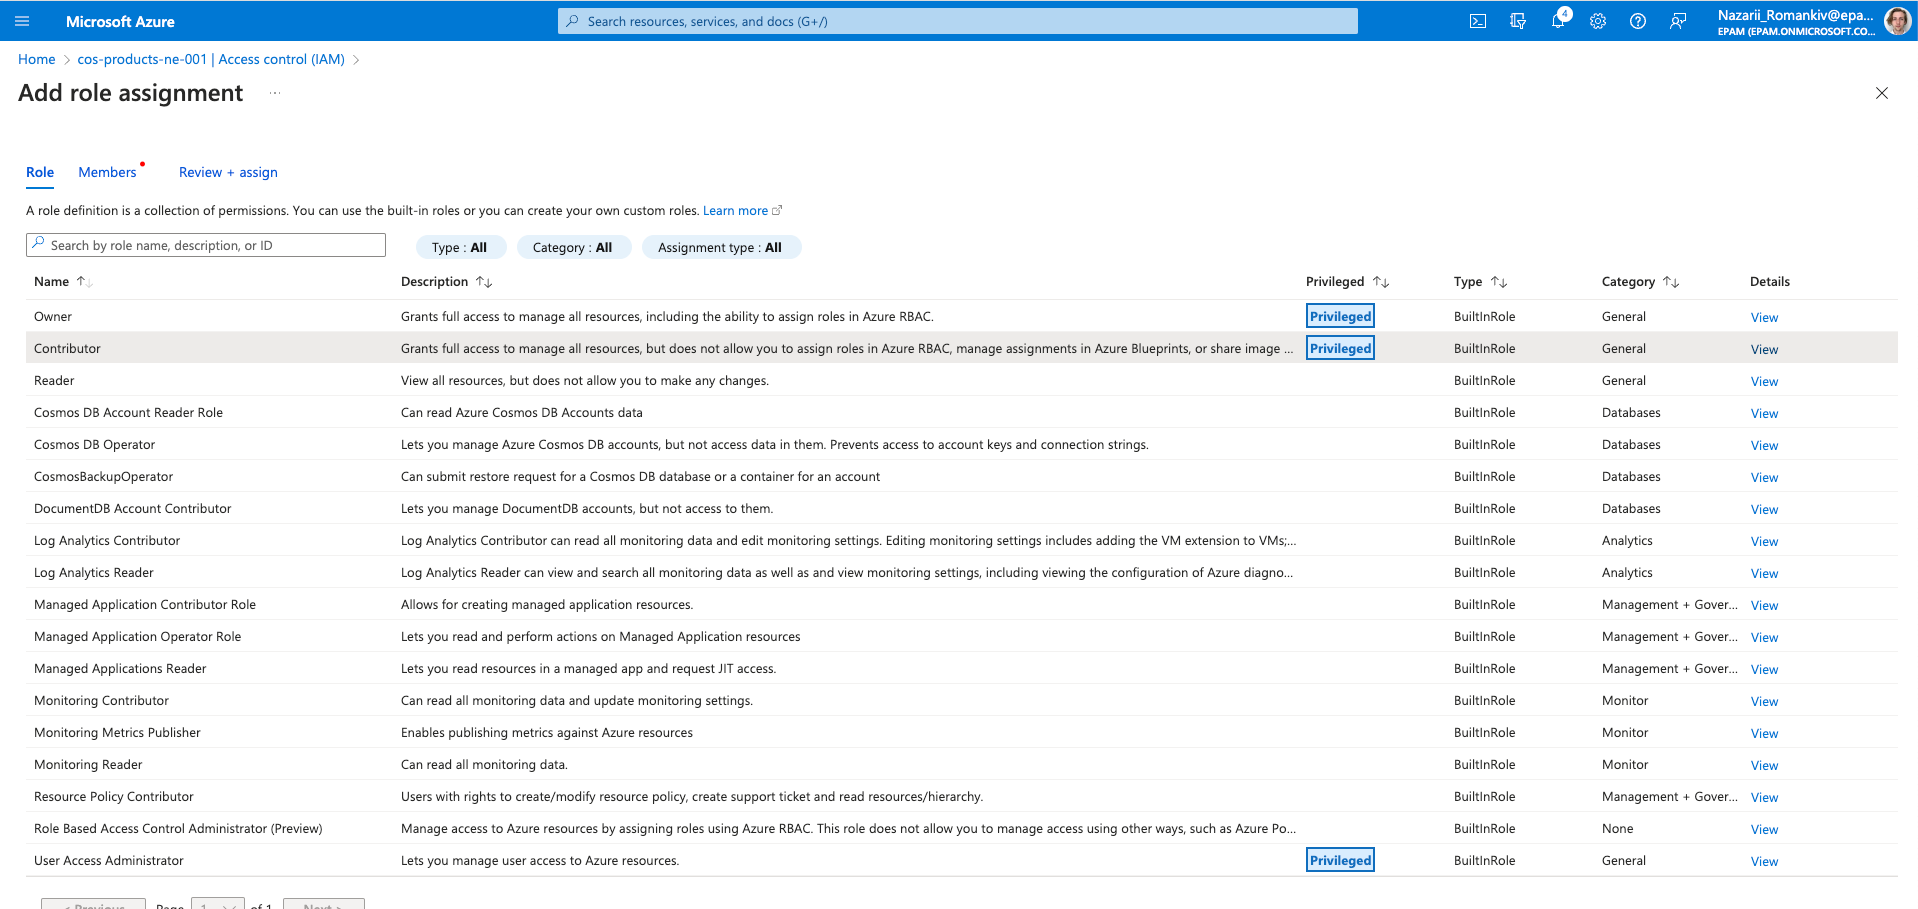 Microsoft Azure
Search resources, services, and docs (G+/)
4
Nazarii_Romankiv@epa...
EPAM (EPAM.ONMICROSOFT.CO...
Home > cos-products-ne-001 | Access control (IAM) >
Add role assignment ...
Role Members Review + assign
A role definition is a collection of permissions. You can use the built-in roles or you can create your own custom roles. Learn more
Search by role name, description, or ID
Type : All Category : All Assignment type : All
Name Description Privileged Type Category Details
Owner Grants full access to manage all resources, including the ability to assign roles in Azure RBAC. Privileged BuiltInRole General View
Contributor Grants full access to manage all resources, but does not allow you to assign roles in Azure RBAC, manage assignments in Azure Blueprints, or share image ... Privileged BuiltInRole General View
Reader View all resources, but does not allow you to make any changes. BuiltInRole General View
Cosmos DB Account Reader Role Can read Azure Cosmos DB Accounts data BuiltInRole Databases View
Cosmos DB Operator Lets you manage Azure Cosmos DB accounts, but not access data in them. Prevents access to account keys and connection strings. BuiltInRole Databases View
CosmosBackupOperator Can submit restore request for a Cosmos DB database or a container for an account BuiltInRole Databases View
DocumentDB Account Contributor Lets you manage DocumentDB accounts, but not access to them. BuiltInRole Databases View
Log Analytics Contributor Log Analytics Contributor can read all monitoring data and edit monitoring settings. Editing monitoring settings includes adding the VM extension to VMs;... BuiltInRole Analytics View
Log Analytics Reader Log Analytics Reader can view and search all monitoring data as well as and view monitoring settings, including viewing the configuration of Azure diagno... BuiltInRole Analytics View
Managed Application Contributor Role Allows for creating managed application resources. BuiltInRole Management + Gover... View
Managed Application Operator Role Lets you read and perform actions on Managed Application resources BuiltInRole Management + Gover... View
Managed Applications Reader Lets you read resources in a managed app and request JIT access. BuiltInRole Management + Gover... View
Monitoring Contributor Can read all monitoring data and update monitoring settings. BuiltInRole Monitor View
Monitoring Metrics Publisher Enables publishing metrics against Azure resources BuiltInRole Monitor View
Monitoring Reader Can read all monitoring data. BuiltInRole Monitor View
Resource Policy Contributor Users with rights to create/modify resource policy, create support ticket and read resources/hierarchy. BuiltInRole Management + Gover... View
Role Based Access Control Administrator (Preview) Manage access to Azure resources by assigning roles using Azure RBAC. This role does not allow you to manage access using other ways, such as Azure Po... BuiltInRole None View
User Access Administrator Lets you manage user access to Azure resources. Privileged BuiltInRole General View
< Previous Page 1 of 1 Next >